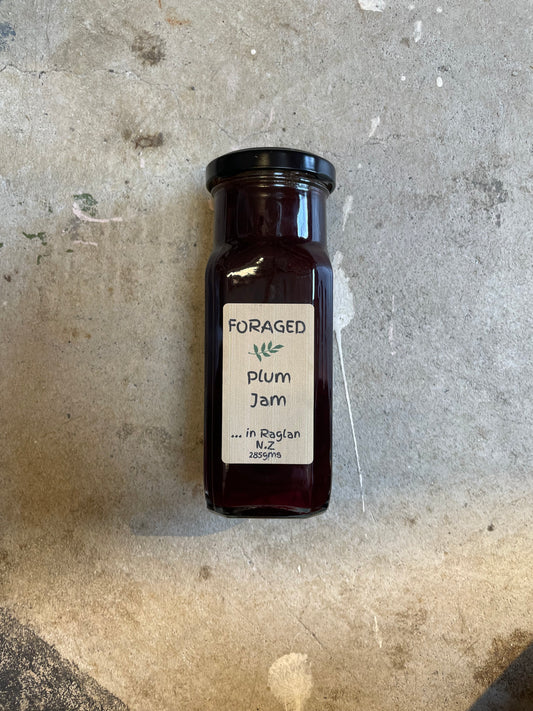 FORAGED
Plum
Jam
... in Raglan
N.Z
285gms